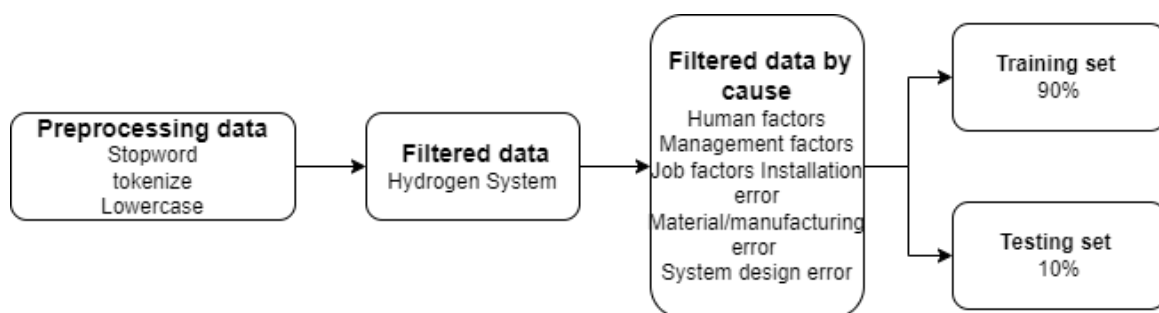 Preprocessing data
Stopword
tokenize
Lowercase
Filtered data
Hydrogen System
Filtered data by
cause
Human factors
Management factors
Job factors Installation
error
Material/manufacturing
error
System design error
Training set
90%
Testing set
10%